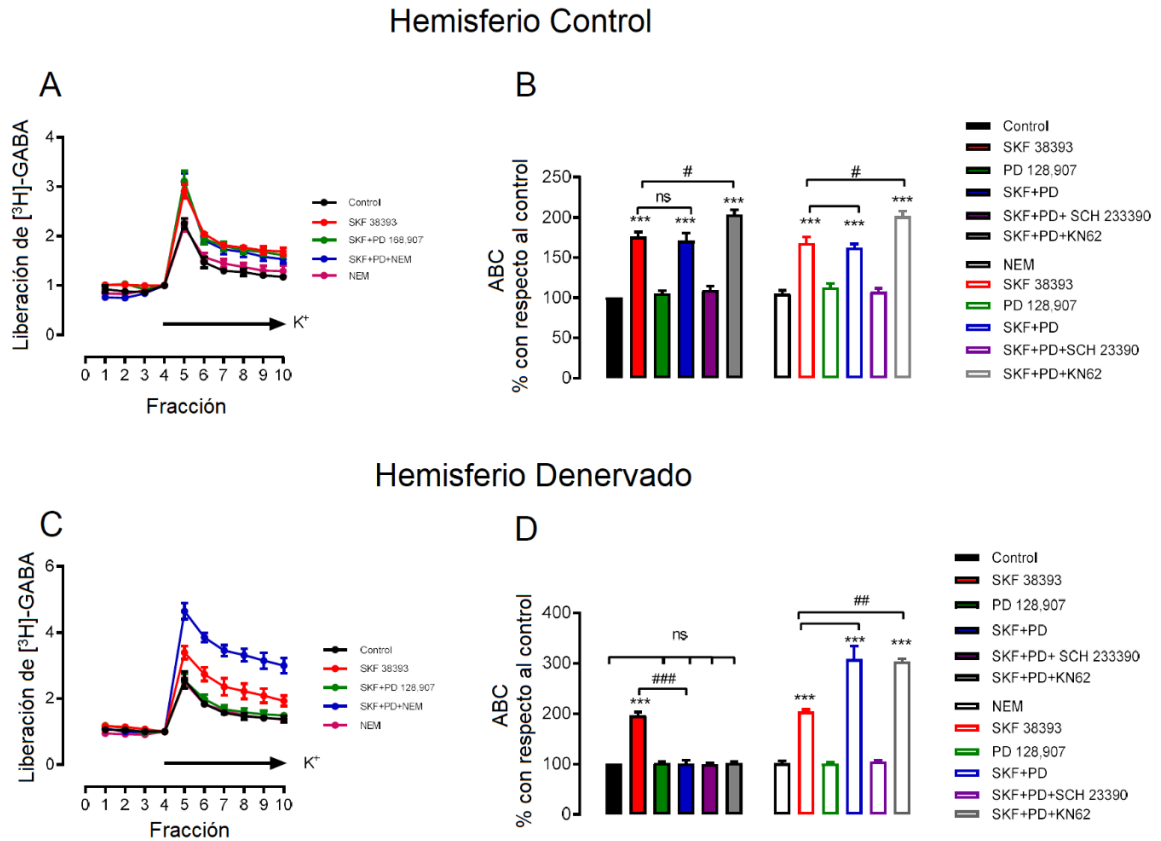 Hemisferio Control
A
Liberación de [³H]-GABA
4
3
2
1
0
K⁺
0 1 2 3 4 5 6 7 8 9 10
Fracción
Control
SKF 38393
SKF+PD 168,907
SKF+PD+NEM
NEM
B
ABC
% con respecto al control
250
200
150
100
50
0
#
ns
*** *** ***
#
*** *** ***
Control
SKF 38393
PD 128,907
SKF+PD
SKF+PD+ SCH 233390
SKF+PD+KN62
NEM
SKF 38393
PD 128,907
SKF+PD
SKF+PD+SCH 23390
SKF+PD+KN62
Hemisferio Denervado
C
Liberación de [³H]-GABA
6
4
2
0
K⁺
0 1 2 3 4 5 6 7 8 9 10
Fracción
Control
SKF 38393
SKF+PD 128,907
SKF+PD+NEM
NEM
D
ABC
% con respecto al control
400
300
200
100
0
ns
###
***
##
*** *** ***
Control
SKF 38393
PD 128,907
SKF+PD
SKF+PD+ SCH 233390
SKF+PD+KN62
NEM
SKF 38393
PD 128,907
SKF+PD
SKF+PD+SCH 23390
SKF+PD+KN62